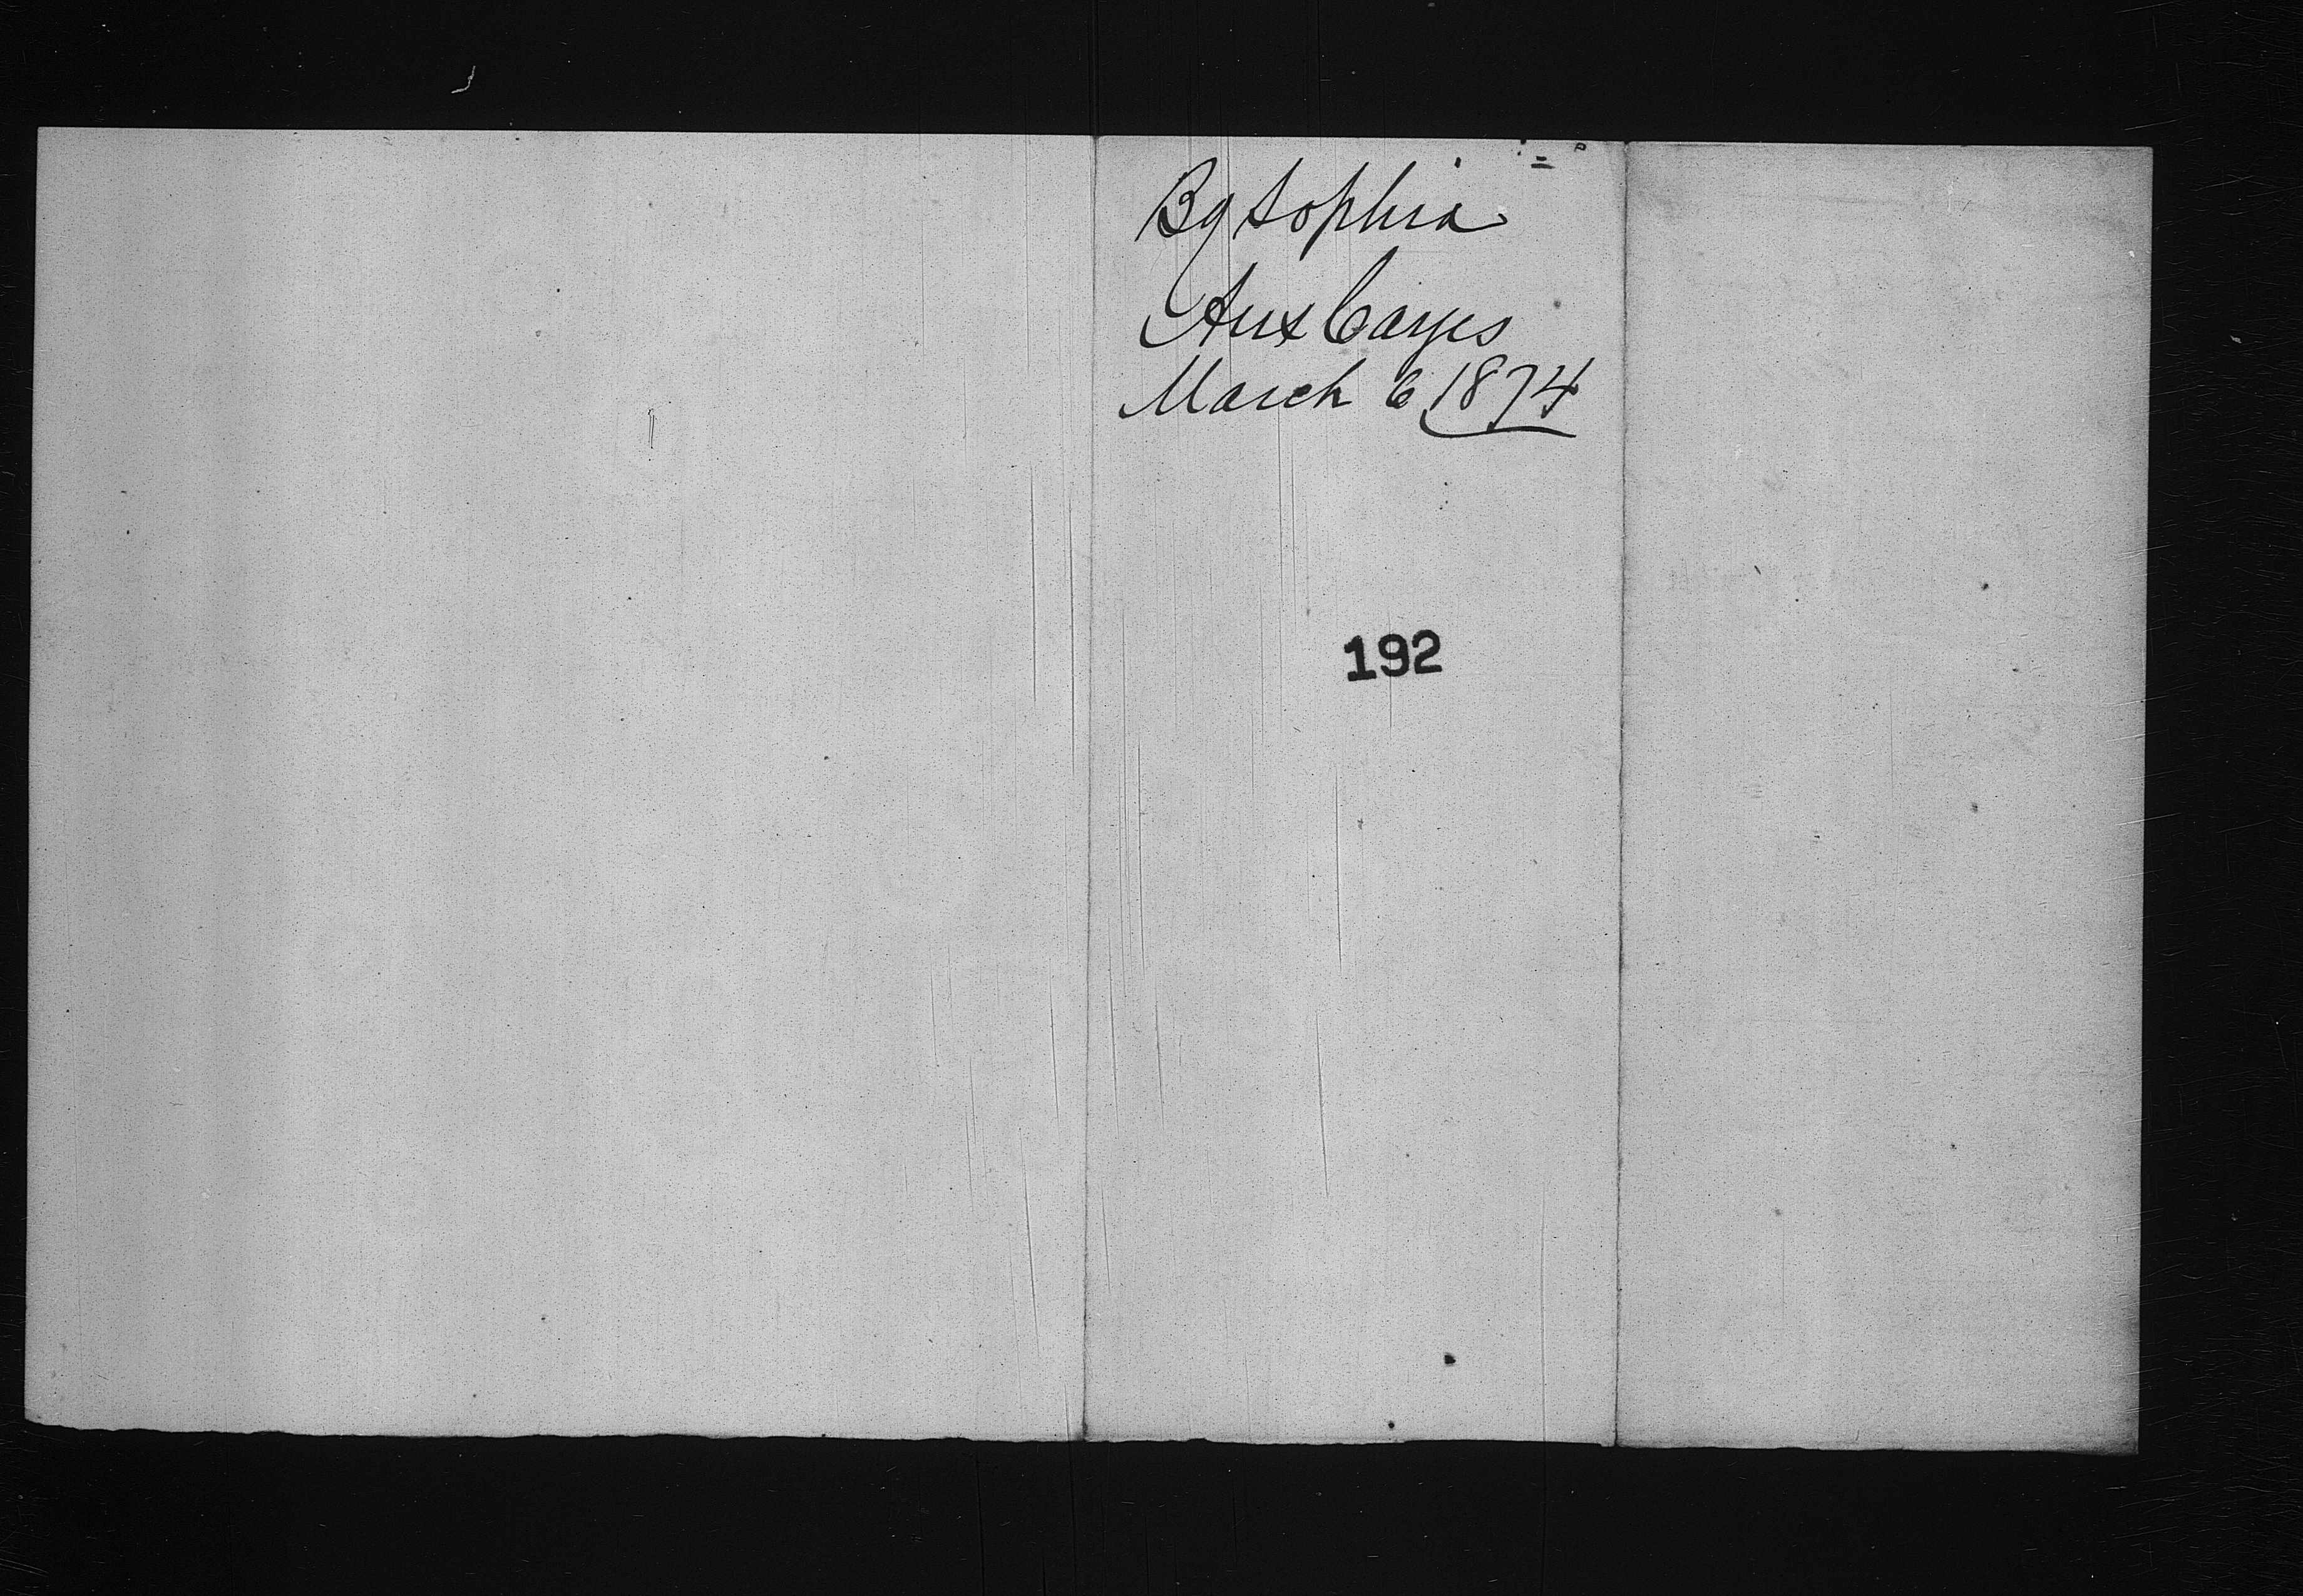 Bg Sophia
Aux Cayes
March 6 1874
192